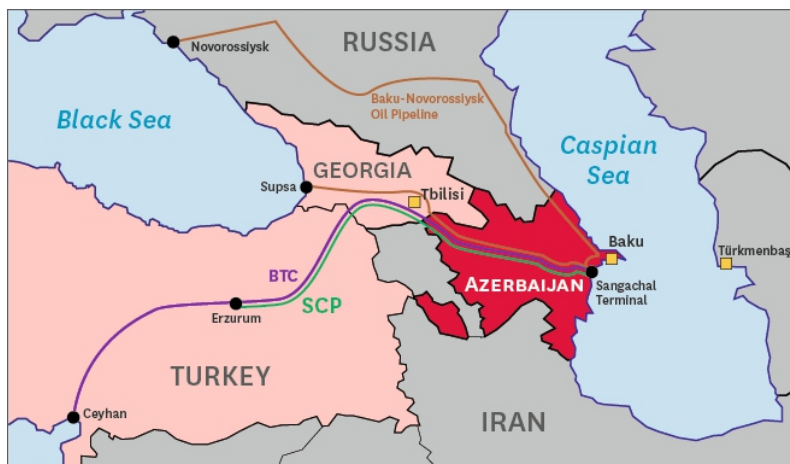 RUSSIA
Novorossiysk
Baku-Novorossiysk
Oil Pipeline
Black Sea
Caspian
Sea
GEORGIA
Supsa
Tbilisi
Baku
Türkmenbaş
BTC
AZERBAIJAN
Sangachal
Terminal
SCP
Erzurum
TURKEY
Ceyhan
IRAN